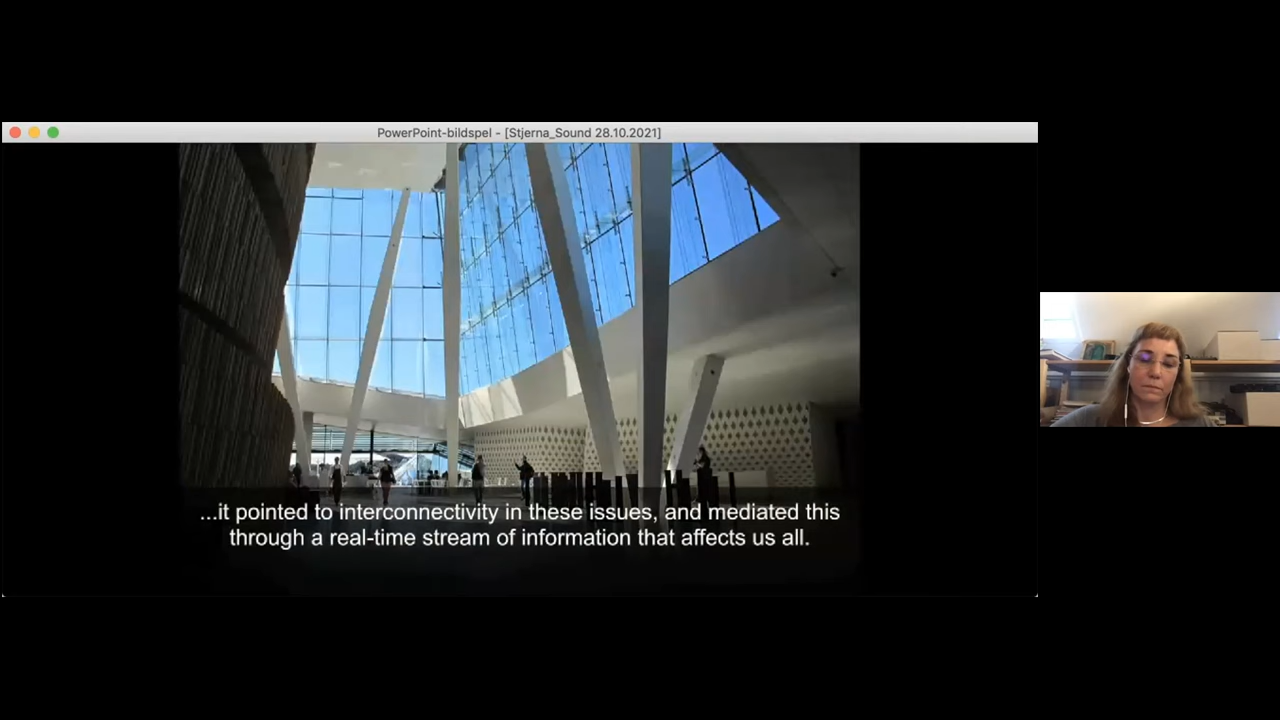 PowerPoint-bildspel - [Stjerna_Sound 28.10.2021]
...it pointed to interconnectivity in these issues, and mediated this
through a real-time stream of information that affects us all.